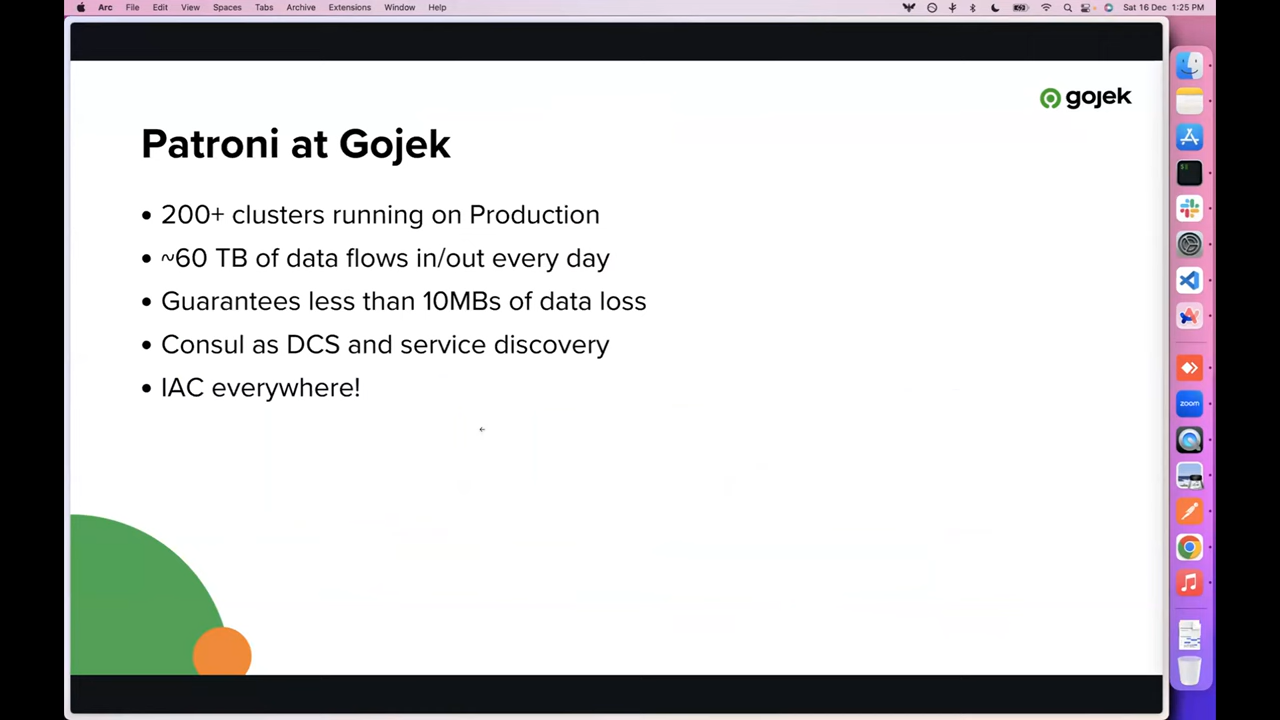 Arc File Edit View Spaces Tabs Archive Extensions Window Help Sat 16 Dec 1:25 PM
gojek
Patroni at Gojek
• 200+ clusters running on Production
• ~60 TB of data flows in/out every day
• Guarantees less than 10MBs of data loss
• Consul as DCS and service discovery
• IAC everywhere!
zoom